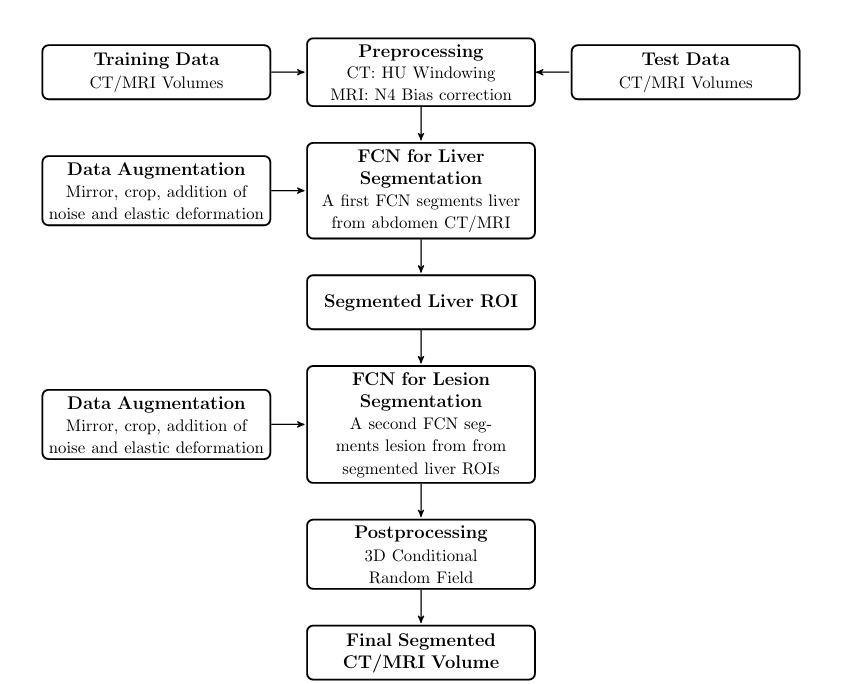 Training Data
CT/MRI Volumes
Preprocessing
CT: HU Windowing
MRI: N4 Bias correction
Test Data
CT/MRI Volumes
Data Augmentation
Mirror, crop, addition of
noise and elastic deformation
FCN for Liver
Segmentation
A first FCN segments liver
from abdomen CT/MRI
Segmented Liver ROI
Data Augmentation
Mirror, crop, addition of
noise and elastic deformation
FCN for Lesion
Segmentation
A second FCN seg-
ments lesion from from
segmented liver ROIs
Postprocessing
3D Conditional
Random Field
Final Segmented
CT/MRI Volume